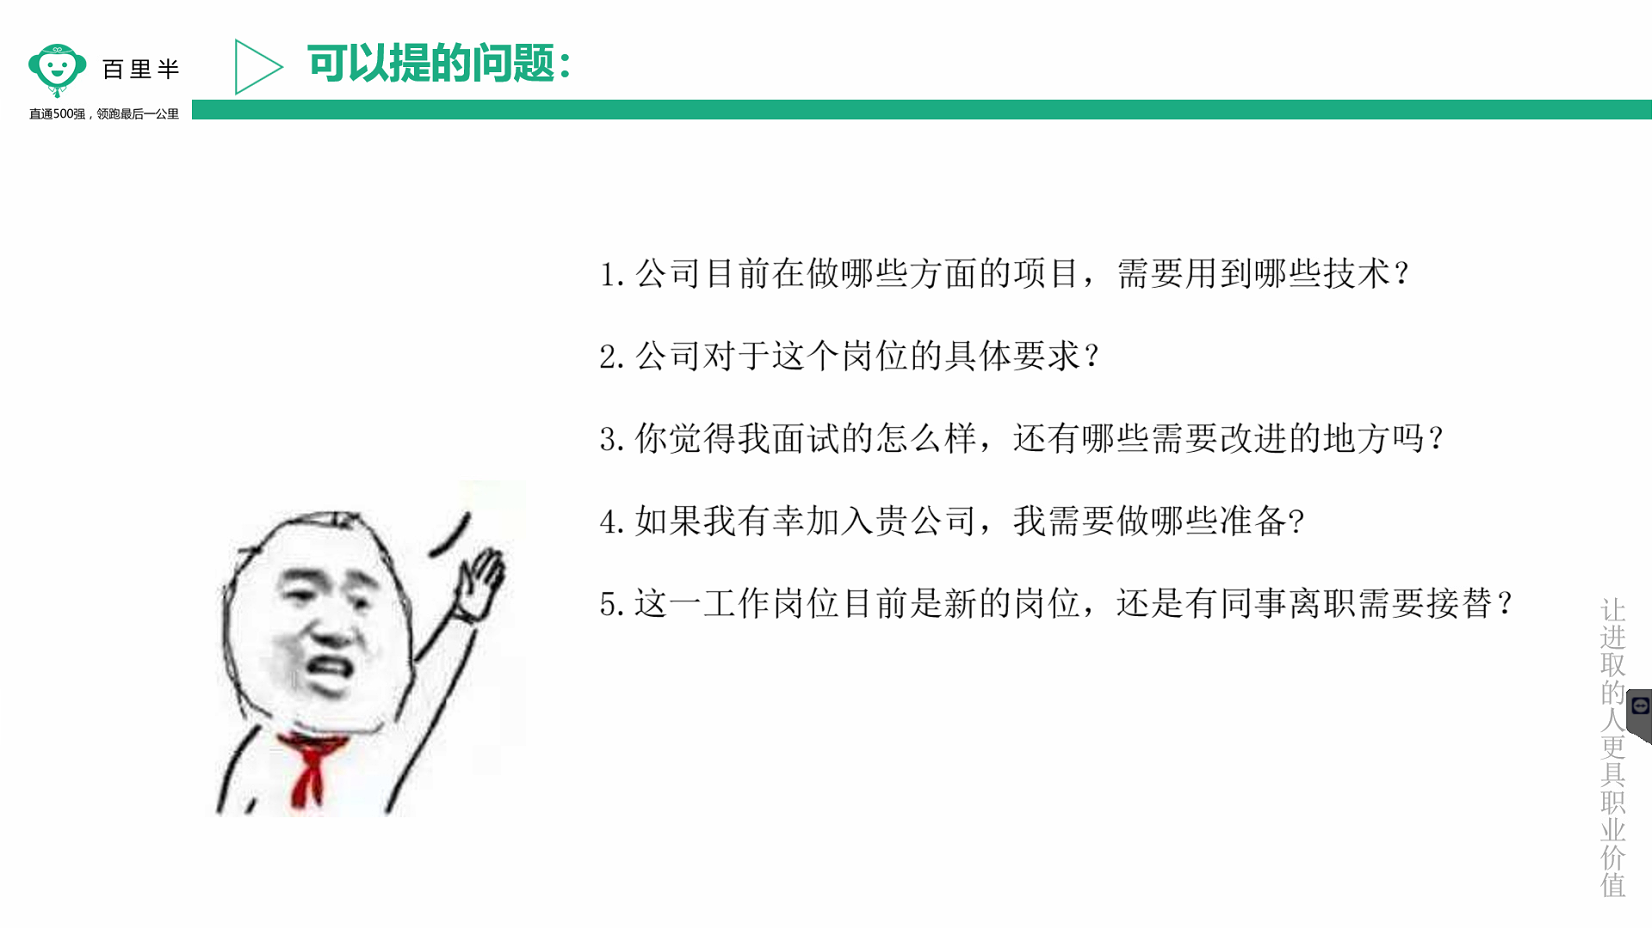 百里半
直通500强，领跑最后一公里
可以提的问题：
1.公司目前在做哪些方面的项目，需要用到哪些技术？
2.公司对于这个岗位的具体要求？
3.你觉得我面试的怎么样，还有哪些需要改进的地方吗？
4.如果我有幸加入贵公司，我需要做哪些准备?
5.这一工作岗位目前是新的岗位，还是有同事离职需要接替？
让进取的人更具职业价值